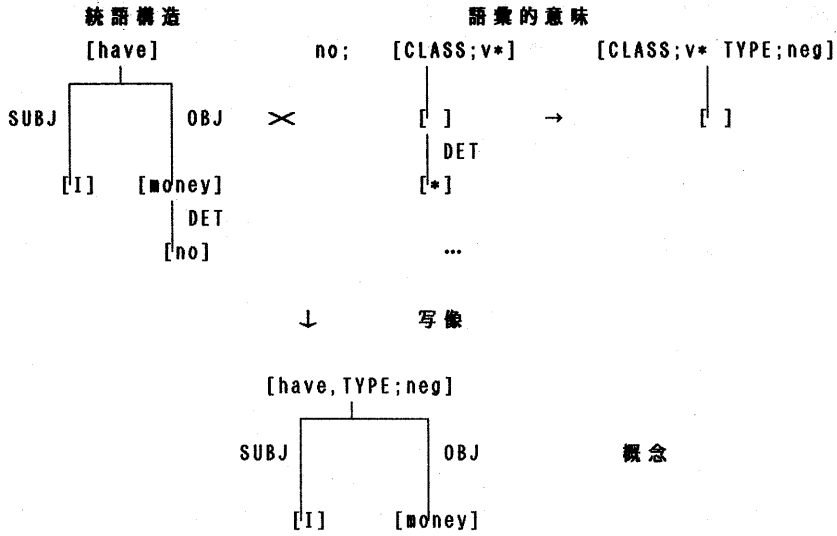 統語構造 語彙的意味
[have] no; [CLASS;v*] [CLASS;v* TYPE;neg]
SUBJ OBJ × [ ] → [ ]
DET
[I] [money] [*]
DET
[no] …
↓ 写像
[have,TYPE;neg]
SUBJ OBJ 概念
[I] [money]